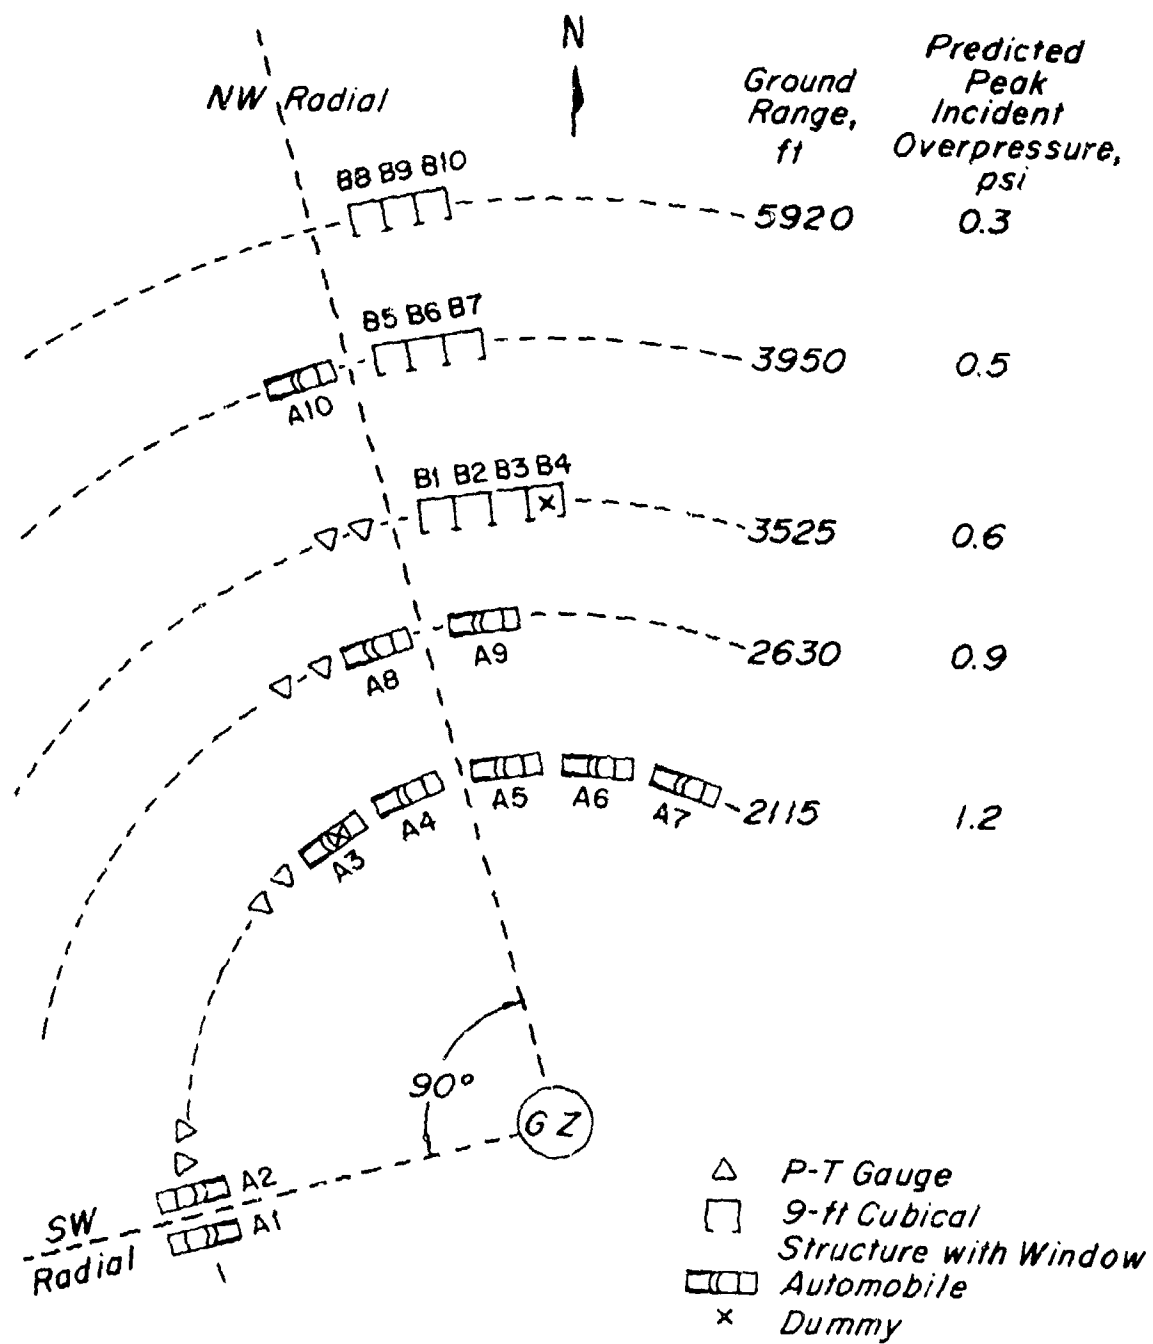 N
NW Radial
Ground
Range,
ft
Predicted
Peak
Incident
Overpressure,
psi
B8 B9 B10
5920 0.3
B5 B6 B7
A10
3950 0.5
B1 B2 B3 B4
3525 0.6
A8
A9
2630 0.9
A3
A4
A5
A6
A7
2115 1.2
90°
GZ
A2
A1
SW
Radial
P-T Gauge
9-ft Cubical
Structure with Window
Automobile
Dummy